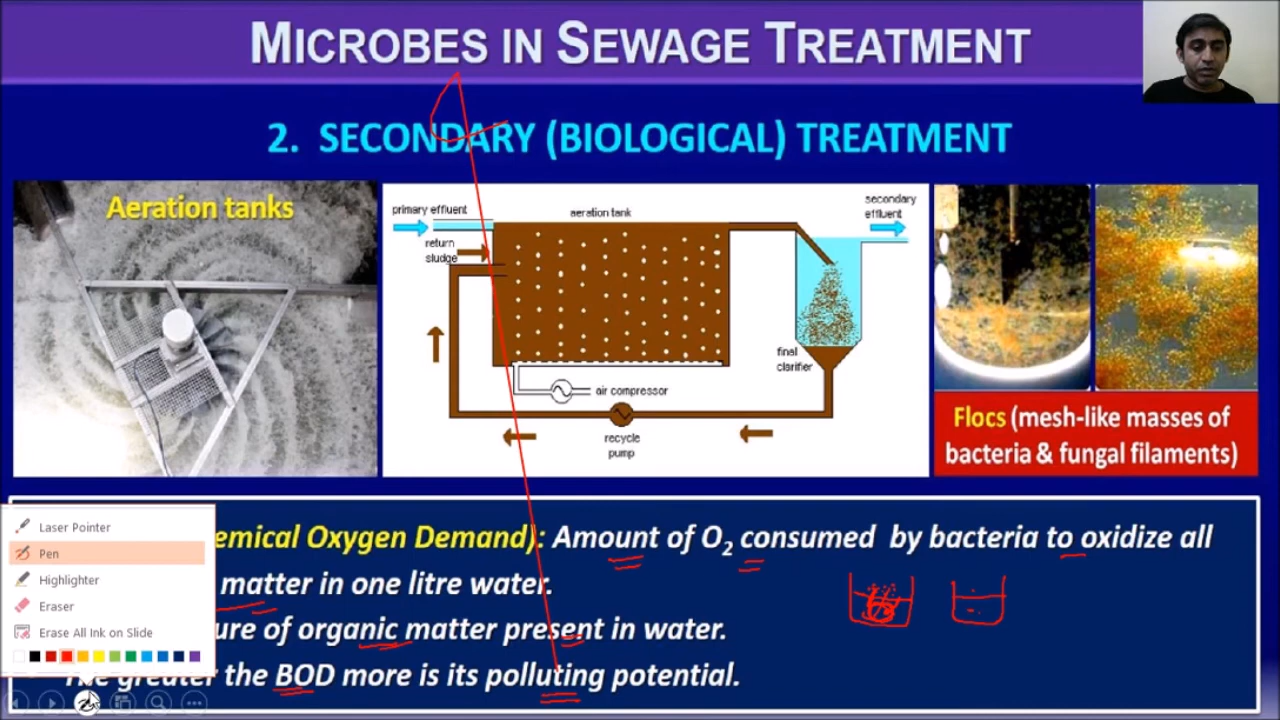 MICROBES IN SEWAGE TREATMENT
2. SECONDARY (BIOLOGICAL) TREATMENT
Aeration tanks
primary effluent
return
sludge
aeration tank
secondary
effluent
final
clarifier
air compressor
recycle
pump
Flocs (mesh-like masses of
bacteria & fungal filaments)
emical Oxygen Demand): Amount of O₂ consumed by bacteria to oxidize all
matter in one litre water.
ure of organic matter present in water.
The greater the BOD more is its polluting potential.
Laser Pointer
Pen
Highlighter
Eraser
Erase All Ink on Slide